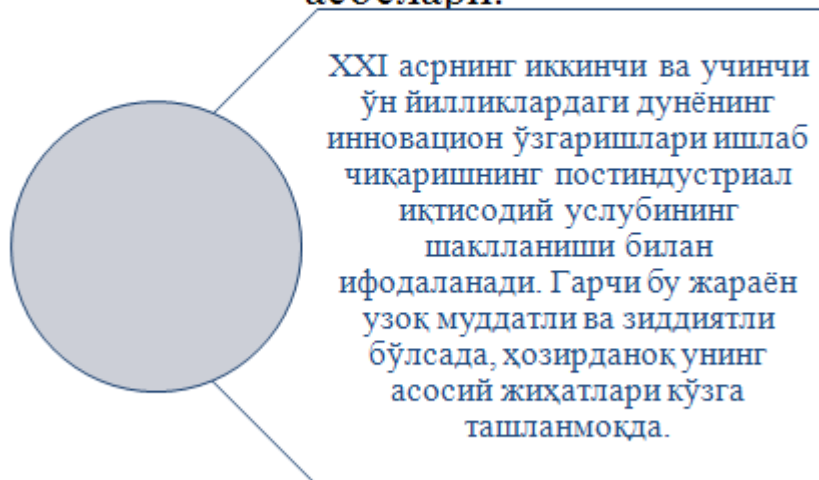 асослари.
XXI асрнинг иккинчи ва учинчи
ўн йилликлардаги дунёнинг
инновацион ўзгаришлари ишлаб
чиқаришнинг постиндустриал
иқтисодий услубининг
шаклланиши билан
ифодаланади. Гарчи бу жараён
узоқ муддатли ва зиддиятли
бўлсада, ҳозирданоқ унинг
асосий жиҳатлари кўзга
ташланмоқда.